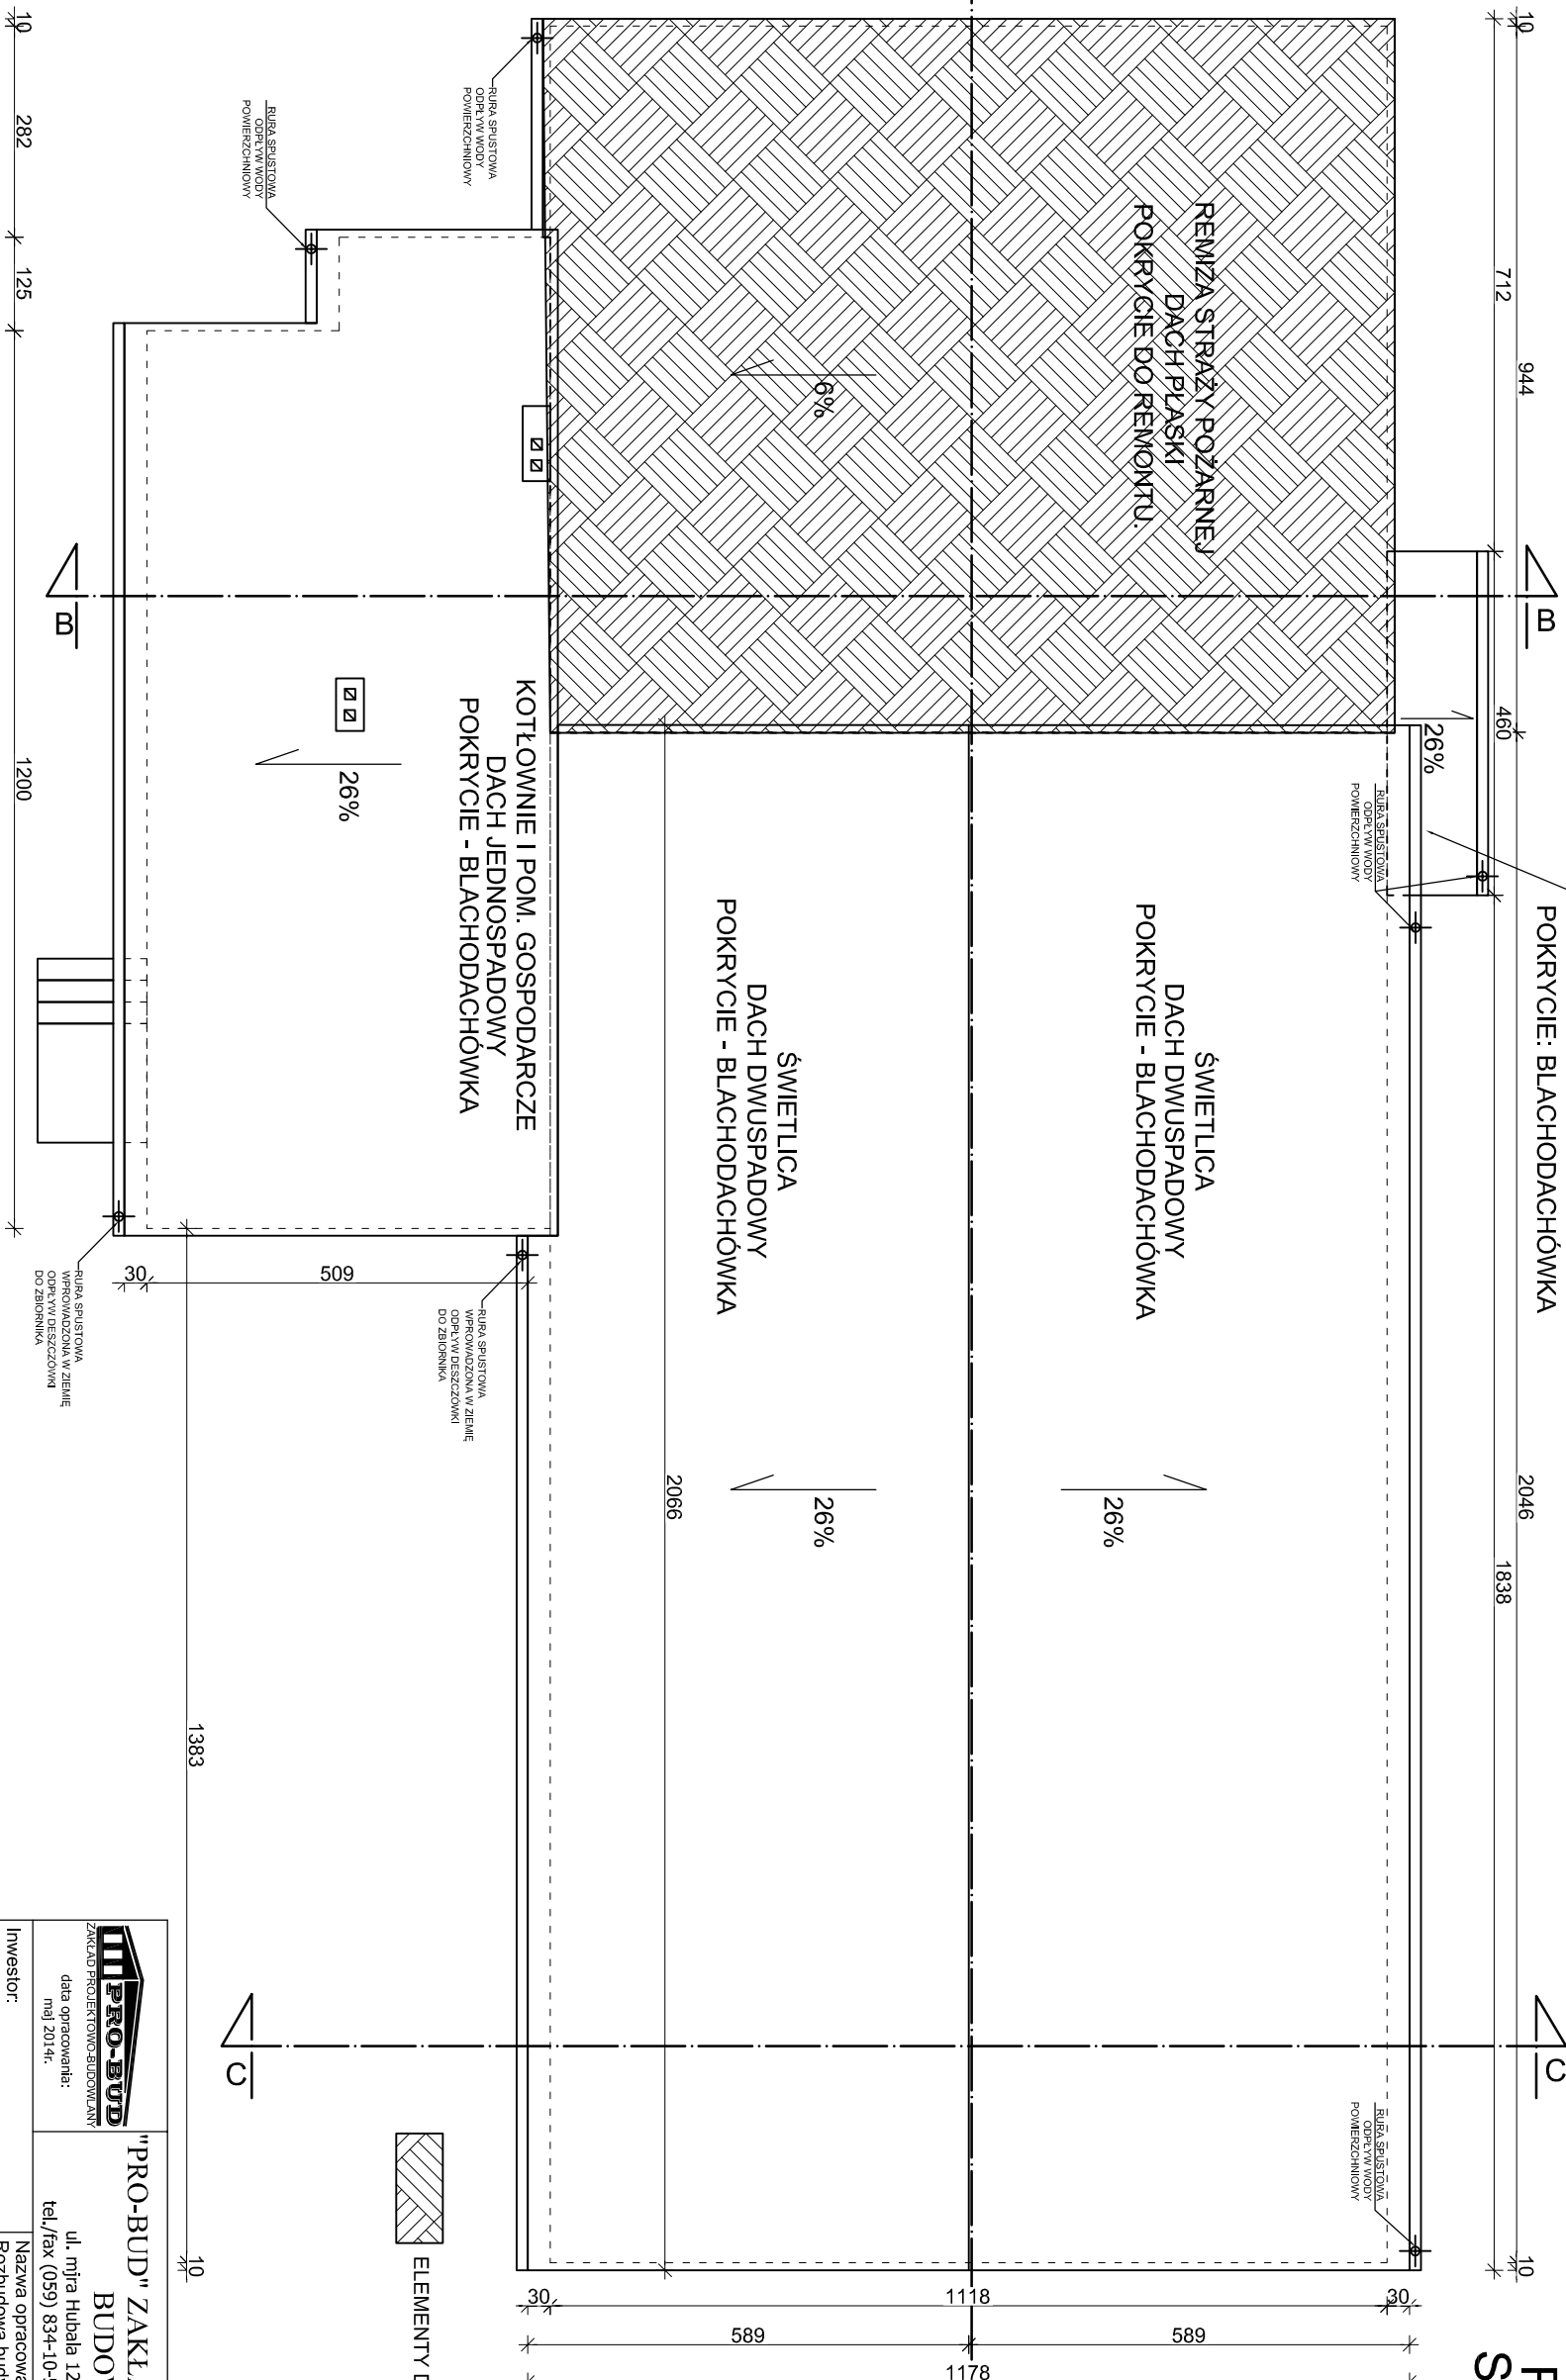 10
944
2046
10
712
460
1838
POKRYCIE: BLACHODACHÓWKA
B
B
C
C
26%
RURA SPUSTOWA
ODPŁYW WODY
POWIERZCHNIOWY
RURA SPUSTOWA
ODPŁYW WODY
POWIERZCHNIOWY
REMIZA STRAŻY POŻARNEJ
DACH PŁASKI
POKRYCIE DO REMONTU.
6%
ŚWIETLICA
DACH DWUSPADOWY
POKRYCIE - BLACHODACHÓWKA
26%
ŚWIETLICA
DACH DWUSPADOWY
POKRYCIE - BLACHODACHÓWKA
26%
2066
RURA SPUSTOWA
ODPŁYW WODY
POWIERZCHNIOWY
RURA SPUSTOWA
ODPŁYW WODY
POWIERZCHNIOWY
KOTŁOWNIE I POM. GOSPODARCZE
DACH JEDNOSPADOWY
POKRYCIE - BLACHODACHÓWKA
26%
RURA SPUSTOWA
WPROWADZONA W ZIEMIĘ
ODPŁYW DESZCZÓWKI
DO ZBIORNIKA
RURA SPUSTOWA
WPROWADZONA W ZIEMIĘ
ODPŁYW DESZCZÓWKI
DO ZBIORNIKA
30
509
1383
10
10
282
125
1200
30
1118
30
589
589
1178
ELEMENTY
PRO-BUD
ZAKŁAD PROJEKTOWO-BUDOWLANY
data opracowania:
maj 2014r.
"PRO-BUD"
ul. mjra Hubala 12
tel./fax (059) 834-10-
Inwestor:
Nazwa